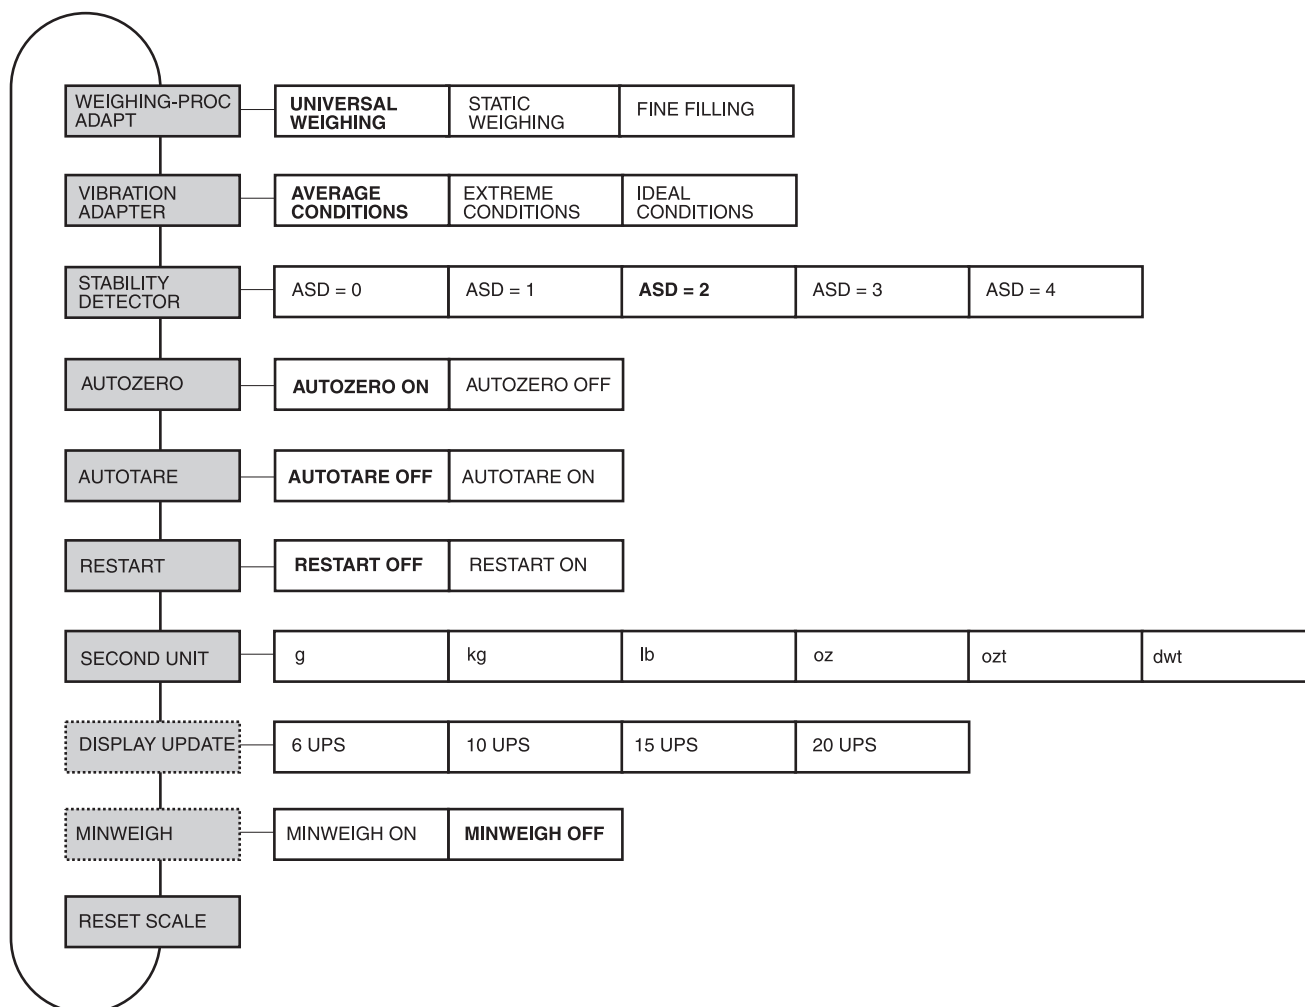 WEIGHING-PROC ADAPT
UNIVERSAL WEIGHING
STATIC WEIGHING
FINE FILLING
VIBRATION ADAPTER
AVERAGE CONDITIONS
EXTREME CONDITIONS
IDEAL CONDITIONS
STABILITY DETECTOR
ASD = 0
ASD = 1
ASD = 2
ASD = 3
ASD = 4
AUTOZERO
AUTOZERO ON
AUTOZERO OFF
AUTOTARE
AUTOTARE OFF
AUTOTARE ON
RESTART
RESTART OFF
RESTART ON
SECOND UNIT
g
kg
lb
oz
ozt
dwt
DISPLAY UPDATE
6 UPS
10 UPS
15 UPS
20 UPS
MINWEIGH
MINWEIGH ON
MINWEIGH OFF
RESET SCALE